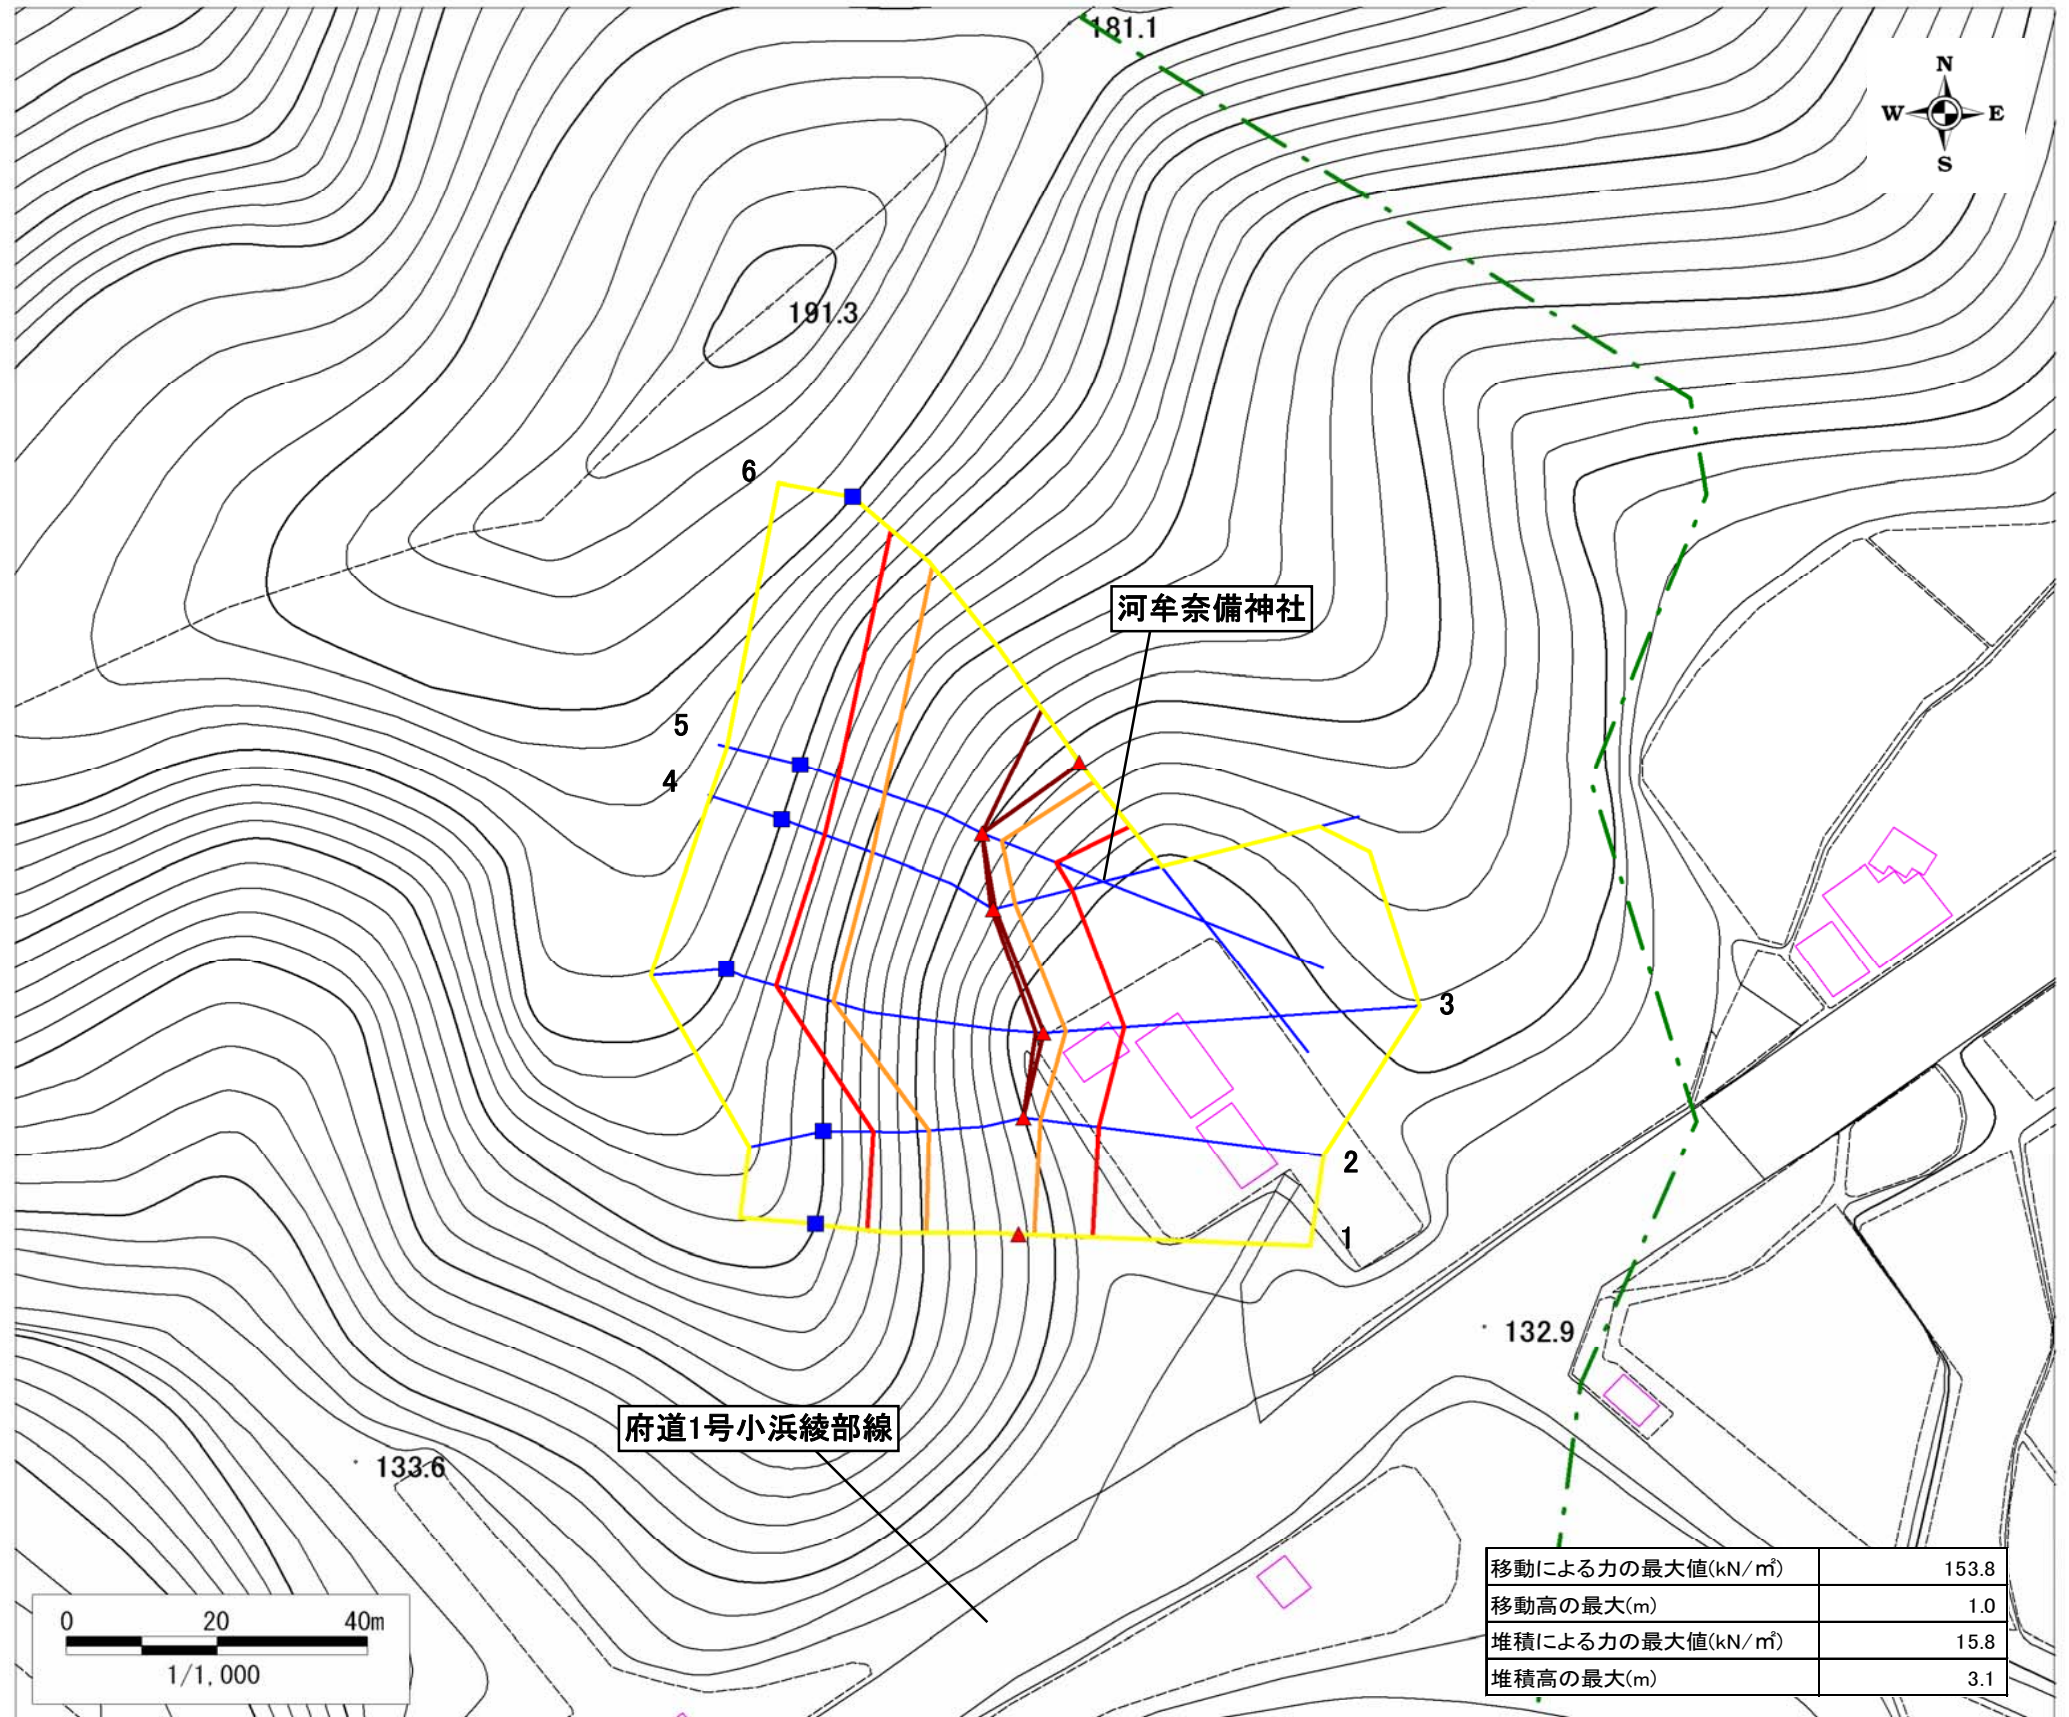 181.1
N
W E
S
191.3
6
河牟奈備神社
5
4
3
2
1
132.9
府道1号小浜綾部線
133.6
0 20 40m
1/1,000
移動による力の最大値(kN/㎡) 153.8
移動高の最大(m) 1.0
堆積による力の最大値(kN/㎡) 15.8
堆積高の最大(m) 3.1